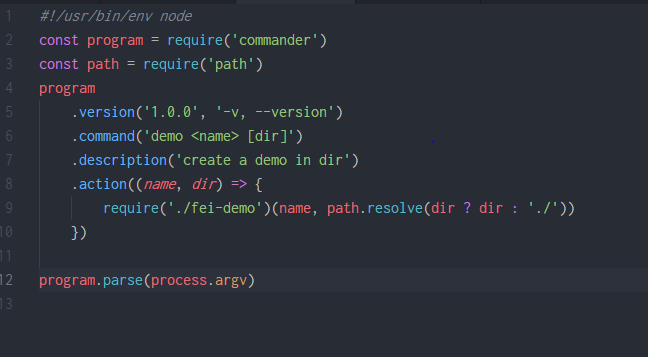 1 #!/usr/bin/env node
2 const program = require('commander')
3 const path = require('path')
4 program
5     .version('1.0.0', '-v, --version')
6     .command('demo <name> [dir]')
7     .description('create a demo in dir')
8     .action((name, dir) => {
9         require('./fei-demo')(name, path.resolve(dir ? dir : './'))
10     })
11
12 program.parse(process.argv)
13